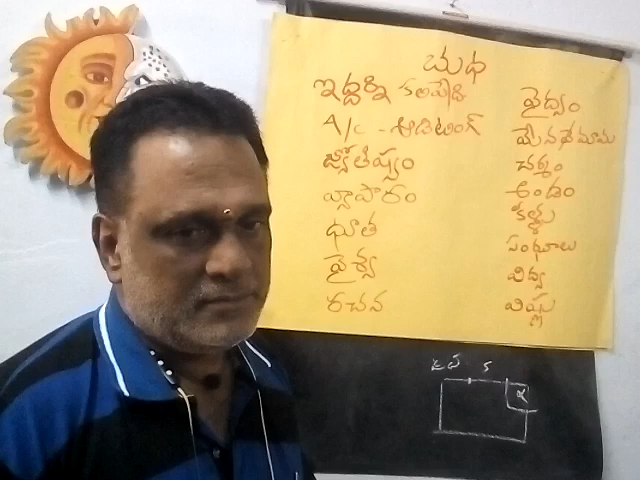 బుధ
ఇద్దర్ని కలిపేది
A/c - ఆడిటింగ్
జ్యోతిష్యం
వ్యాపారం
ధూత
వైశ్య
రచన
వైద్యం
మేనమామ
చర్మం
అండం
కళ్ళు
పంథాలు
విద్య
విష్ణు